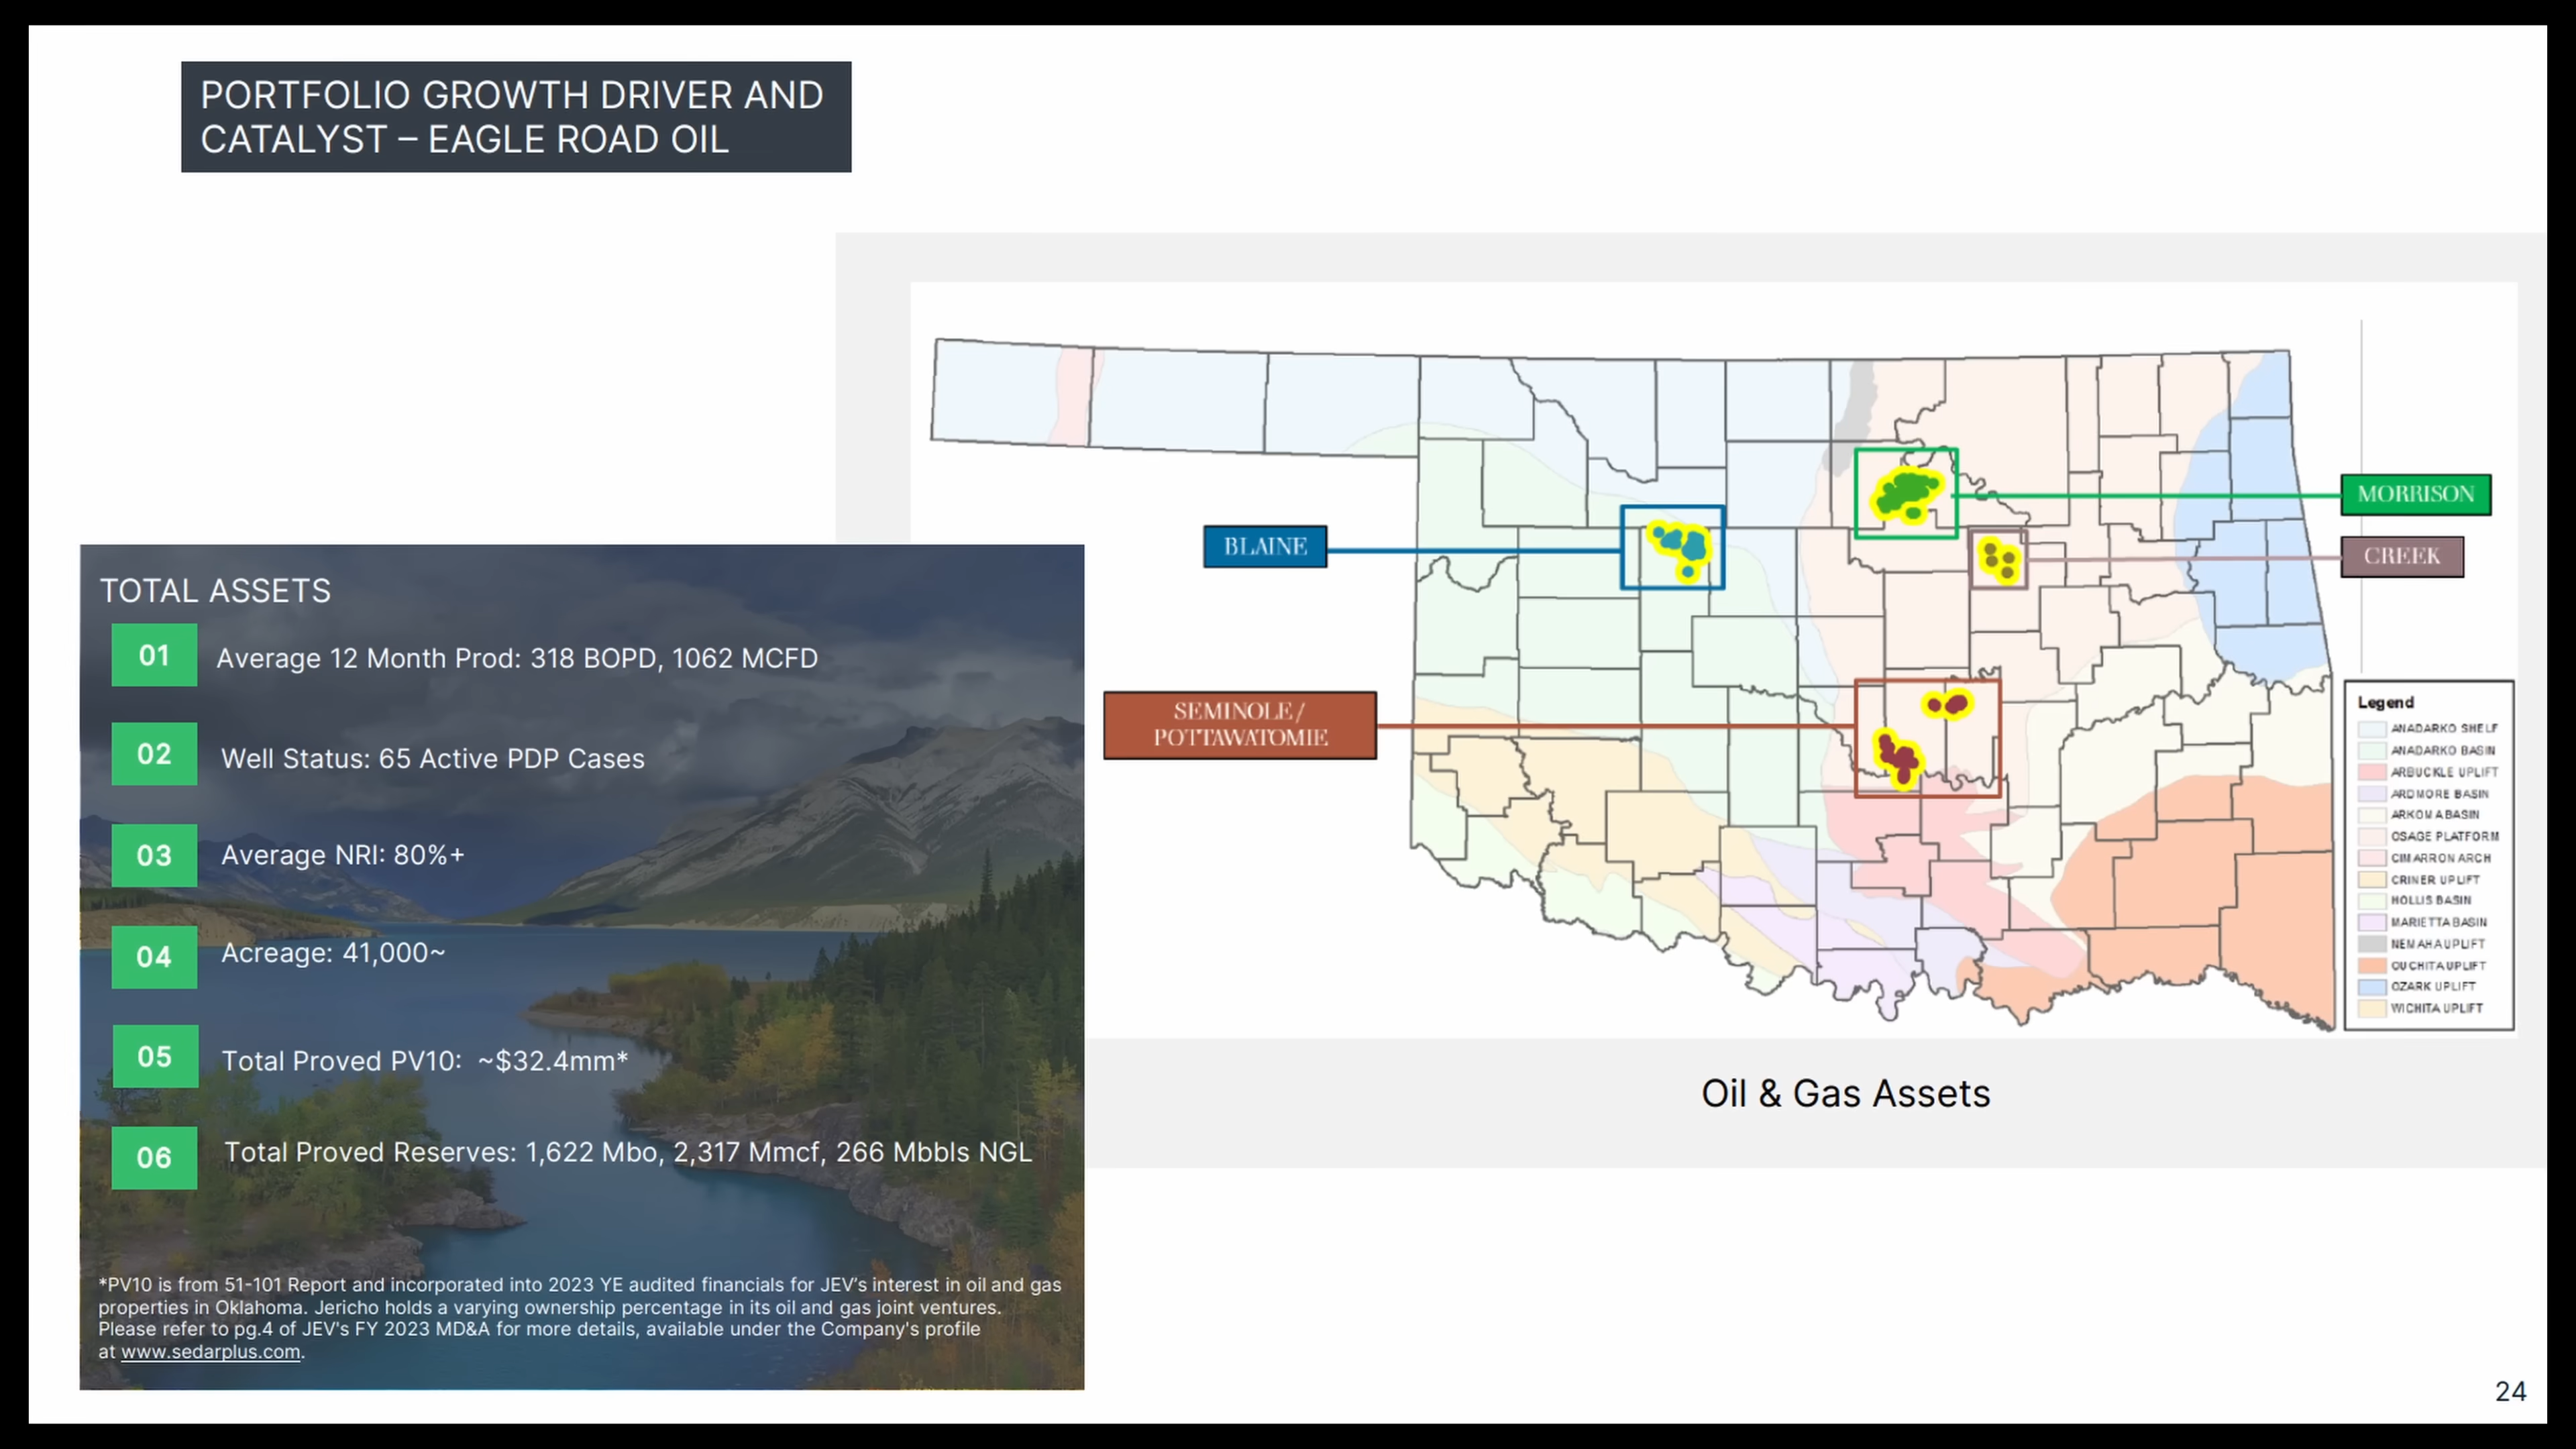 PORTFOLIO GROWTH DRIVER AND
CATALYST – EAGLE ROAD OIL
TOTAL ASSETS
01 Average 12 Month Prod: 318 BOPD, 1062 MCFD
02 Well Status: 65 Active PDP Cases
03 Average NRI: 80%+
04 Acreage: 41,000~
05 Total Proved PV10: ~$32.4mm*
06 Total Proved Reserves: 1,622 Mbo, 2,317 Mmcf, 266 Mbbls NGL
*PV10 is from 51-101 Report and incorporated into 2023 YE audited financials for JEV's interest in oil and gas
properties in Oklahoma. Jericho holds a varying ownership percentage in its oil and gas joint ventures.
Please refer to pg.4 of JEV's FY 2023 MD&A for more details, available under the Company's profile
at www.sedarplus.com.
BLAINE
SEMINOLE/
POTTAWATOMIE
MORRISON
CREEK
Legend
ANADARKO SHELF
ANADARKO BASIN
ARBUCKLE UPLIFT
ARDMORE BASIN
ARKOMA BASIN
OSAGE PLATFORM
CIMARRON ARCH
CRINER UPLIFT
HOLLIS BASIN
MARIETTA BASIN
NEMAHA UPLIFT
OUCHITA UPLIFT
OZARK UPLIFT
WICHITA UPLIFT
Oil & Gas Assets
24